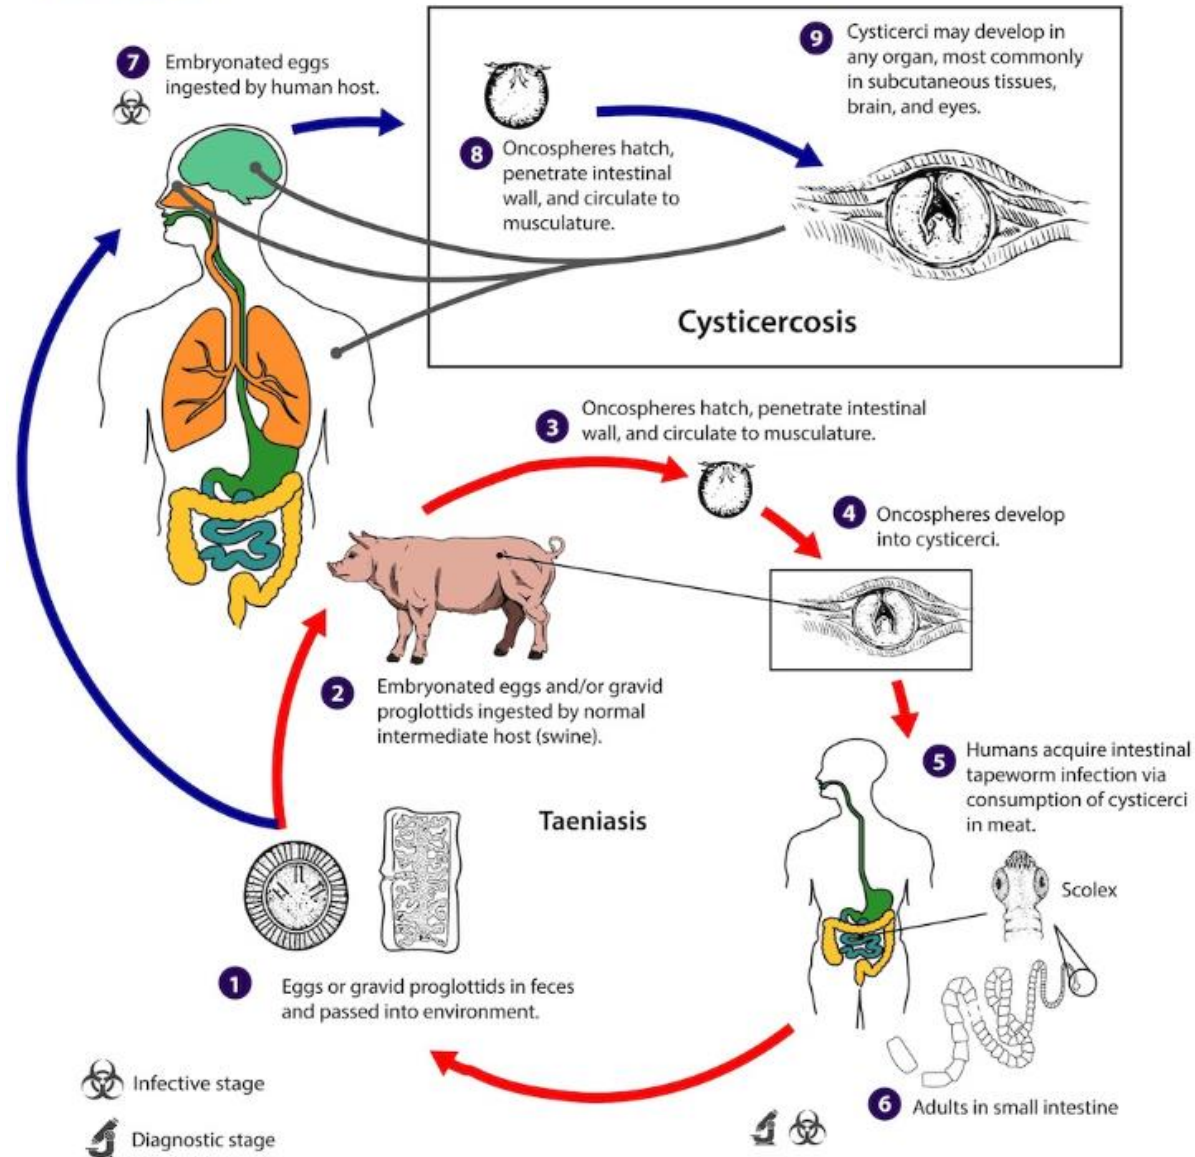 7
Embryonated eggs
ingested by human host.
8
Oncospheres hatch,
penetrate intestinal
wall, and circulate to
musculature.
9
Cysticerci may develop in
any organ, most commonly
in subcutaneous tissues,
brain, and eyes.
Cysticercosis
3
Oncospheres hatch, penetrate intestinal
wall, and circulate to musculature.
4
Oncospheres develop
into cysticerci.
2
Embryonated eggs and/or gravid
proglottids ingested by normal
intermediate host (swine).
5
Humans acquire intestinal
tapeworm infection via
consumption of cysticerci
in meat.
Taeniasis
Scolex
1
Eggs or gravid proglottids in feces
and passed into environment.
6
Adults in small intestine
Infective stage
Diagnostic stage